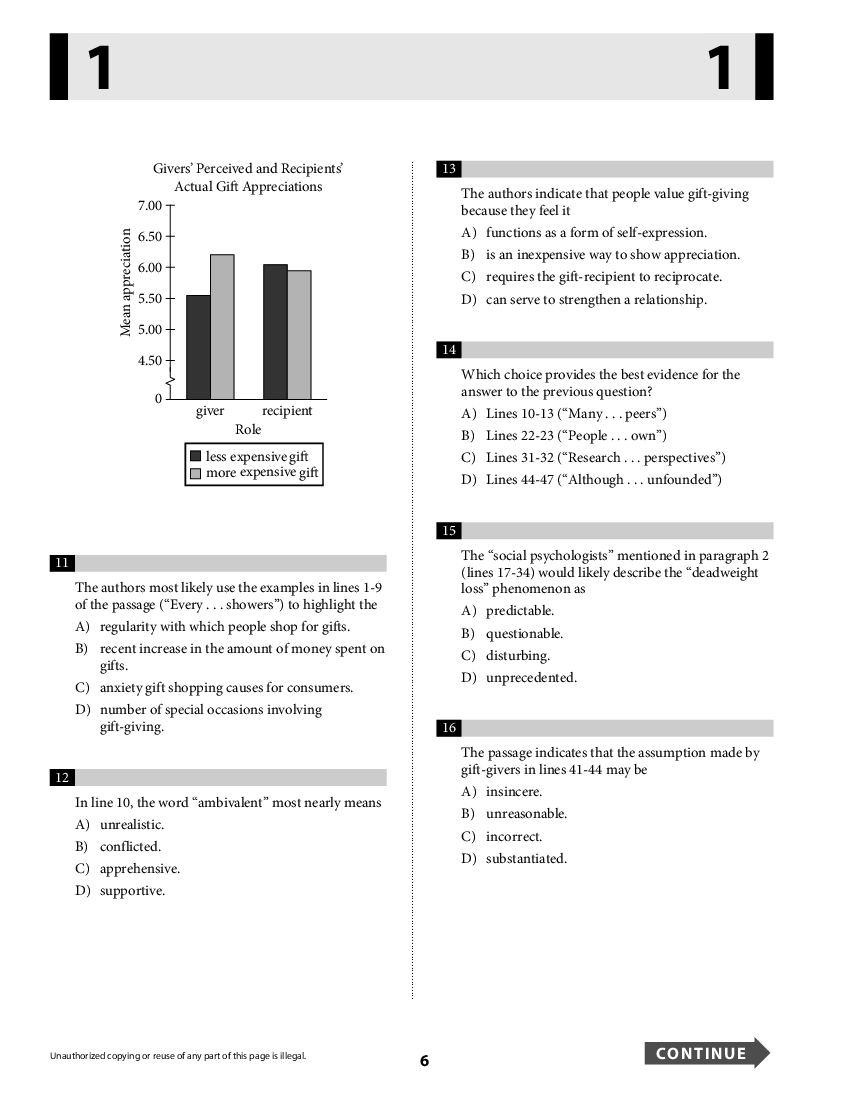 1
1
Givers’ Perceived and Recipients’
Actual Gift Appreciations
7.00
6.50
6.00
5.50
5.00
4.50
0
Mean appreciation
giver
recipient
Role
less expensive gift
more expensive gift
11
The authors most likely use the examples in lines 1-9
of the passage (“Every . . . showers”) to highlight the
A) regularity with which people shop for gifts.
B) recent increase in the amount of money spent on
gifts.
C) anxiety gift shopping causes for consumers.
D) number of special occasions involving
gift-giving.
12
In line 10, the word “ambivalent” most nearly means
A) unrealistic.
B) conflicted.
C) apprehensive.
D) supportive.
13
The authors indicate that people value gift-giving
because they feel it
A) functions as a form of self-expression.
B) is an inexpensive way to show appreciation.
C) requires the gift-recipient to reciprocate.
D) can serve to strengthen a relationship.
14
Which choice provides the best evidence for the
answer to the previous question?
A) Lines 10-13 (“Many . . . peers”)
B) Lines 22-23 (“People . . . own”)
C) Lines 31-32 (“Research . . . perspectives”)
D) Lines 44-47 (“Although . . . unfounded”)
15
The “social psychologists” mentioned in paragraph 2
(lines 17-34) would likely describe the “deadweight
loss” phenomenon as
A) predictable.
B) questionable.
C) disturbing.
D) unprecedented.
16
The passage indicates that the assumption made by
gift-givers in lines 41-44 may be
A) insincere.
B) unreasonable.
C) incorrect.
D) substantiated.
Unauthorized copying or reuse of any part of this page is illegal.
6
CONTINUE